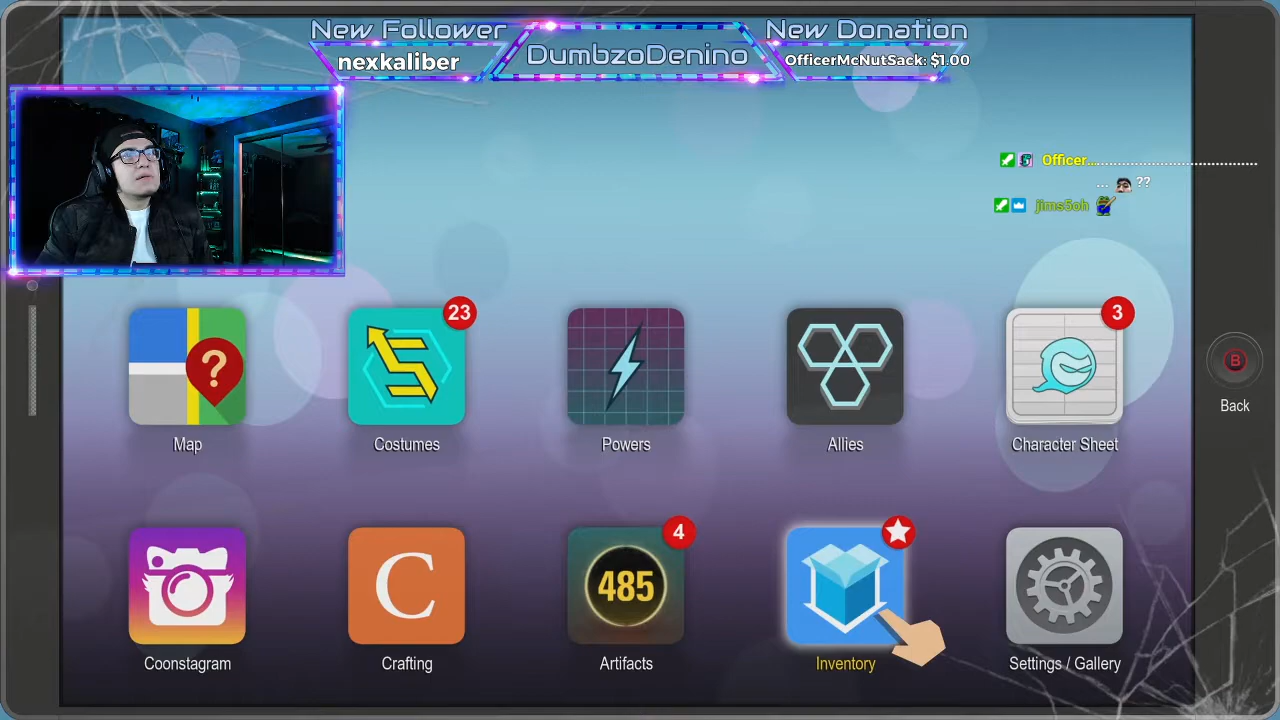 New Follower
nexkaliber
DumbzoDenino
New Donation
OfficerMcNutSack: $1.00
Officer...................................................
... ??
jims5oh
Map
23
Costumes
Powers
Allies
3
Character Sheet
B
Back
Coonstagram
C
Crafting
4
485
Artifacts
Inventory
Settings / Gallery